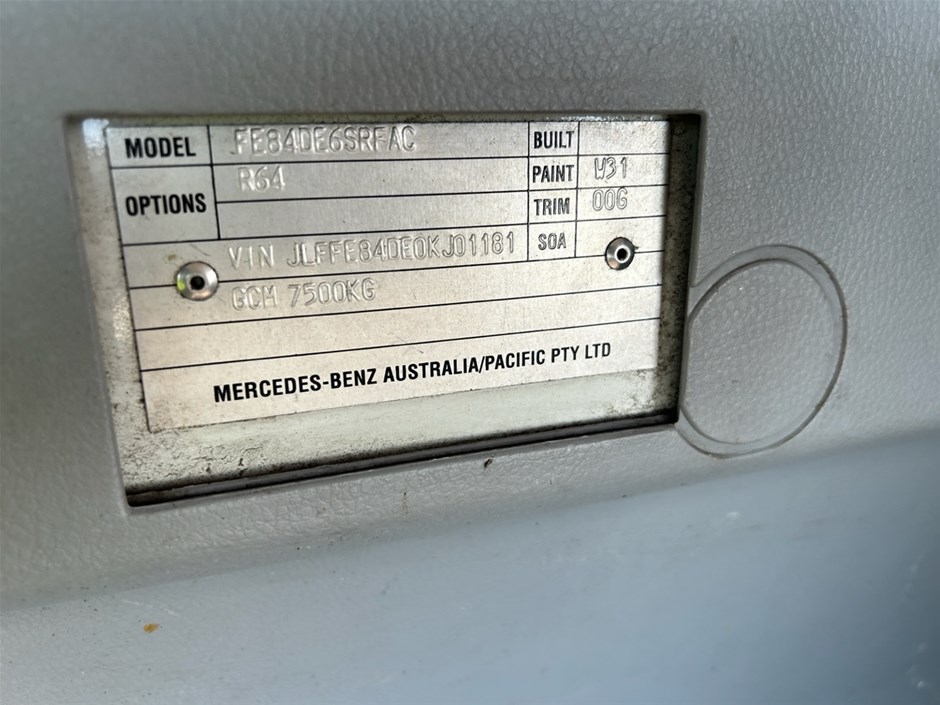 MODEL FE84DE6SRFAC BUILT
OPTIONS R64 PAINT W31
TRIM 00G
VIN JLFFE84DE0KJ01181 SOA
GCM 7500KG
MERCEDES-BENZ AUSTRALIA/PACIFIC PTY LTD